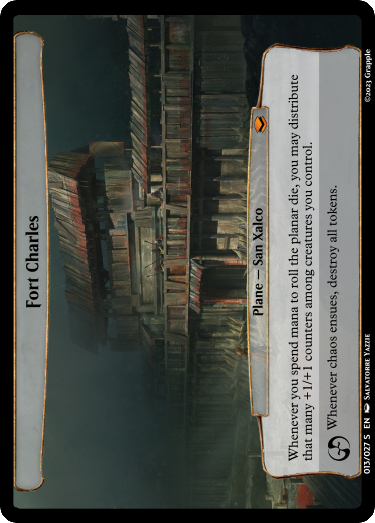 Fort Charles
Plane — San Xalco
Whenever you spend mana to roll the planar die, you may distribute
that many +1/+1 counters among creatures you control.
Whenever chaos ensues, destroy all tokens.
013/027 S EN SALVATORRE YAZZIE
©2023 Grapple